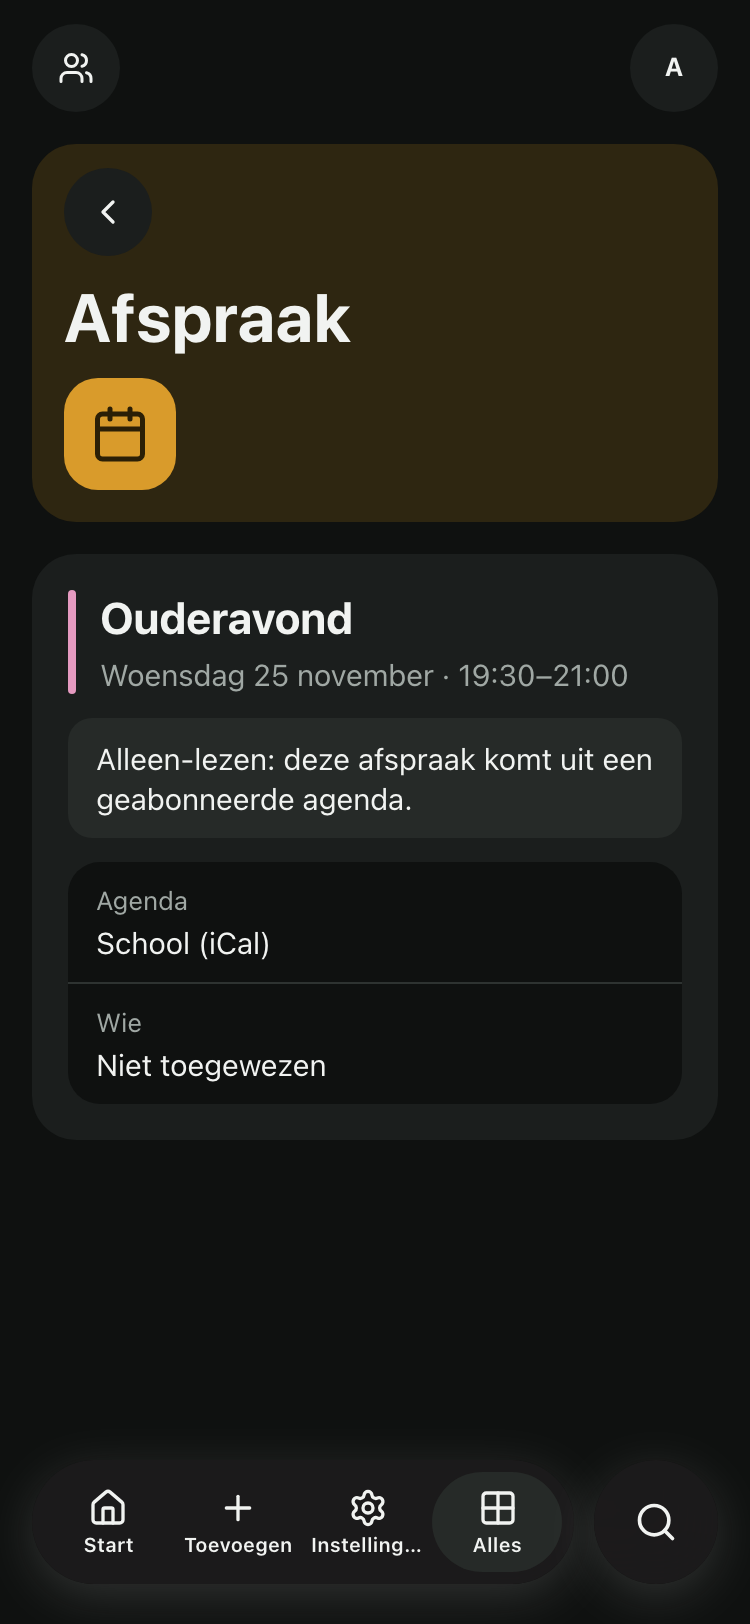 A
Afspraak
Ouderavond
Woensdag 25 november · 19:30–21:00
Alleen-lezen: deze afspraak komt uit een
geabonneerde agenda.
Agenda
School (iCal)
Wie
Niet toegewezen
Start
Toevoegen
Instelling...
Alles